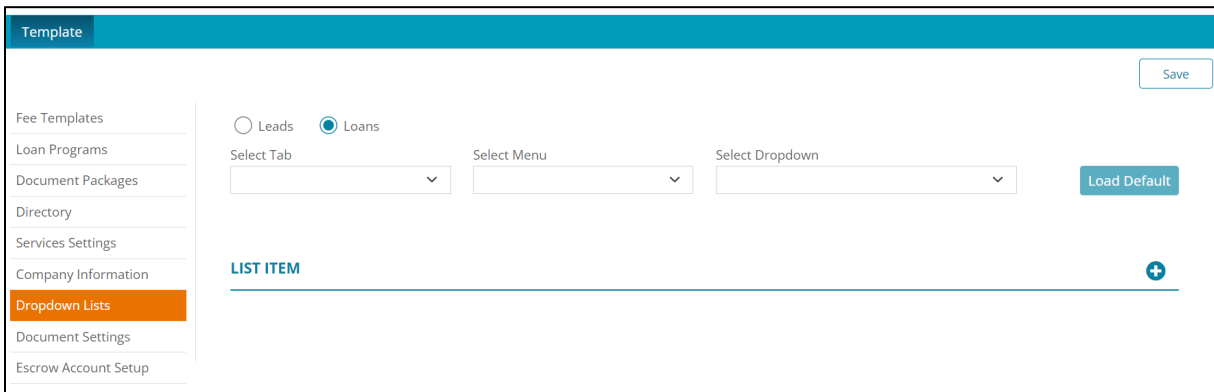 Template
Save
Fee Templates
Loan Programs
Document Packages
Directory
Services Settings
Company Information
Dropdown Lists
Document Settings
Escrow Account Setup
Leads Loans
Select Tab Select Menu Select Dropdown
Load Default
LIST ITEM